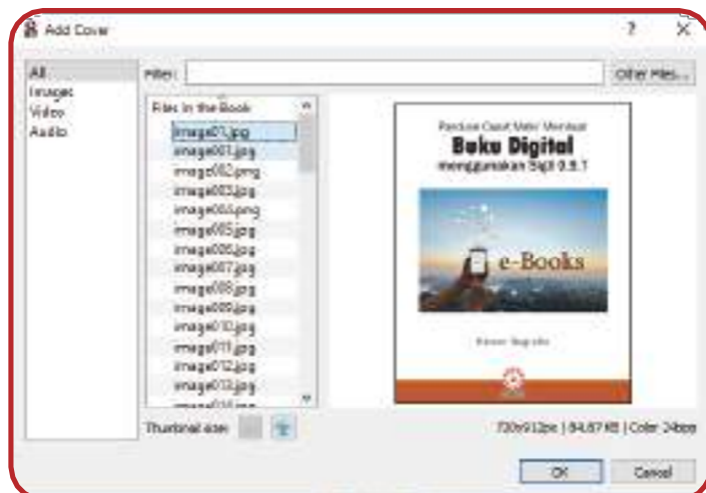 Add Cover
?
All
Images
Video
Audio
Filter:
Other Files...
Files in the Book
image01.jpg
image001.jpg
image002.png
image003.jpg
image004.png
image005.jpg
image006.jpg
image007.jpg
image008.jpg
image009.jpg
image010.jpg
image011.jpg
image012.jpg
image013.jpg
Panduan Cepat Mahir Membuat
Buku Digital
menggunakan Sigil 0.9.1
e-Books
Thumbnail size:
720x912px | 84.87 KB | Color 24bpp
OK
Cancel